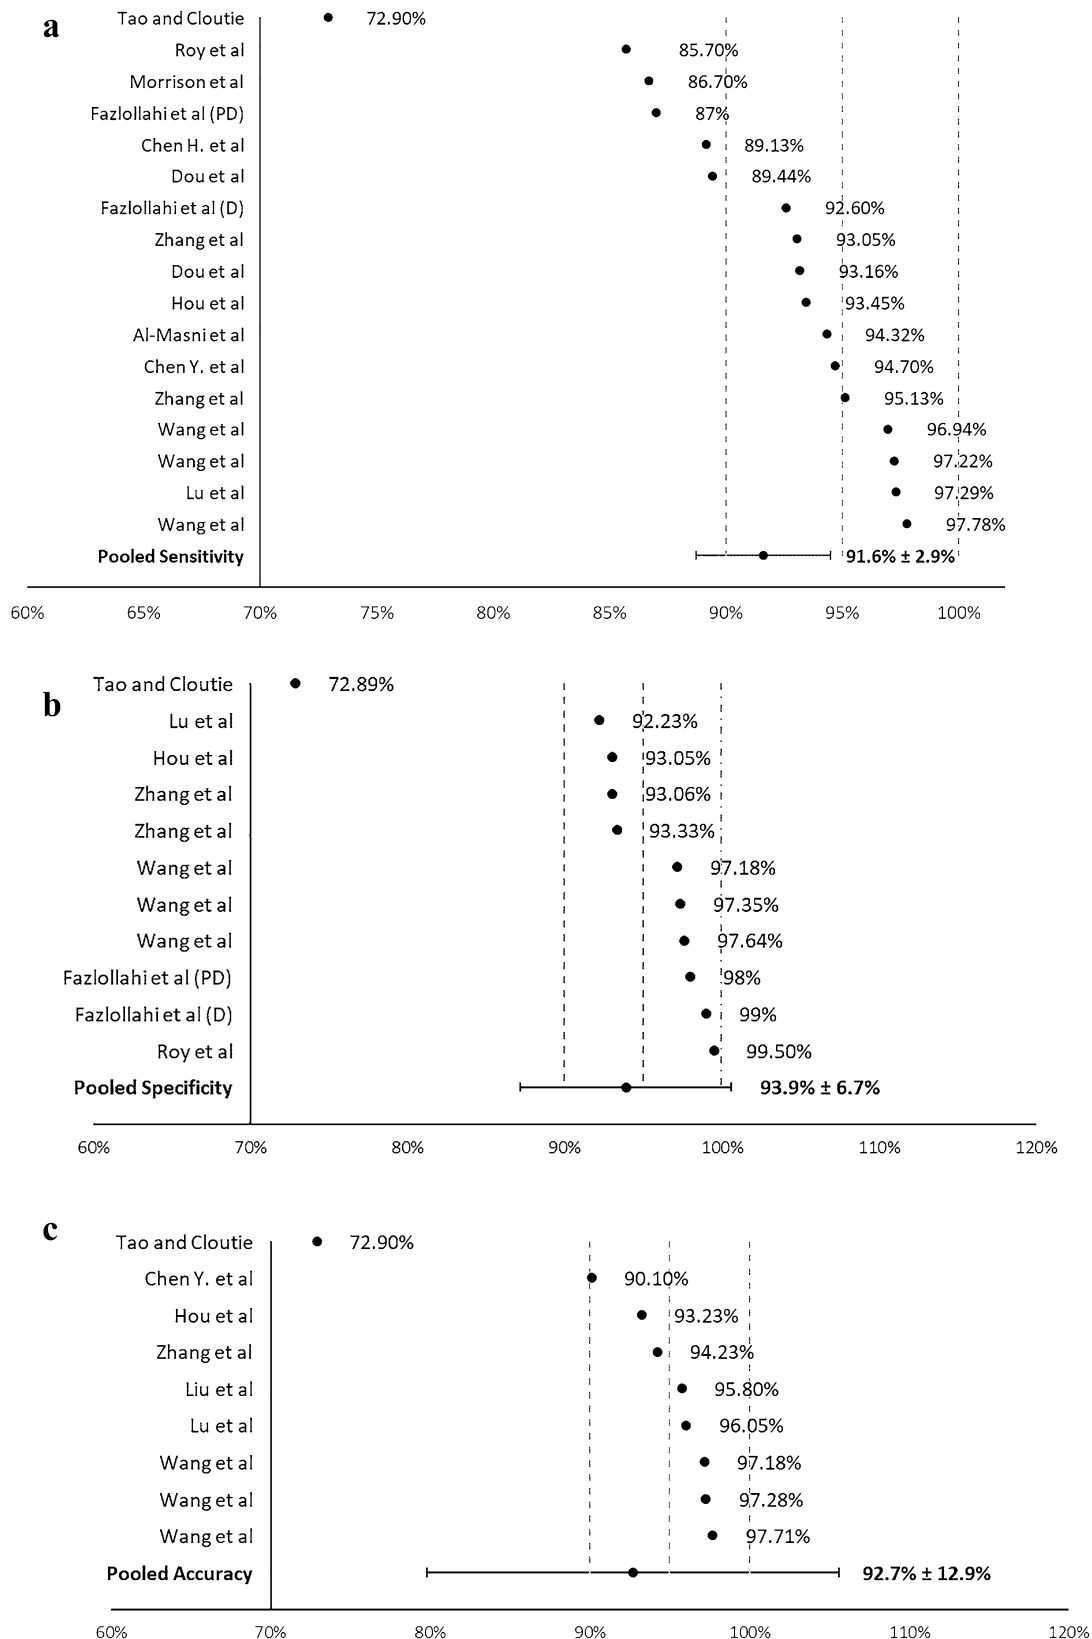 a
Tao and Cloutie 72.90%
Roy et al 85.70%
Morrison et al 86.70%
Fazlollahi et al (PD) 87%
Chen H. et al 89.13%
Dou et al 89.44%
Fazlollahi et al (D) 92.60%
Zhang et al 93.05%
Dou et al 93.16%
Hou et al 93.45%
Al-Masni et al 94.32%
Chen Y. et al 94.70%
Zhang et al 95.13%
Wang et al 96.94%
Wang et al 97.22%
Lu et al 97.29%
Wang et al 97.78%
Pooled Sensitivity 91.6% ± 2.9%
60% 65% 70% 75% 80% 85% 90% 95% 100%
b
Tao and Cloutie 72.89%
Lu et al 92.23%
Hou et al 93.05%
Zhang et al 93.06%
Zhang et al 93.33%
Wang et al 97.18%
Wang et al 97.35%
Wang et al 97.64%
Fazlollahi et al (PD) 98%
Fazlollahi et al (D) 99%
Roy et al 99.50%
Pooled Specificity 93.9% ± 6.7%
60% 70% 80% 90% 100% 110% 120%
c
Tao and Cloutie 72.90%
Chen Y. et al 90.10%
Hou et al 93.23%
Zhang et al 94.23%
Liu et al 95.80%
Lu et al 96.05%
Wang et al 97.18%
Wang et al 97.28%
Wang et al 97.71%
Pooled Accuracy 92.7% ± 12.9%
60% 70% 80% 90% 100% 110% 120%